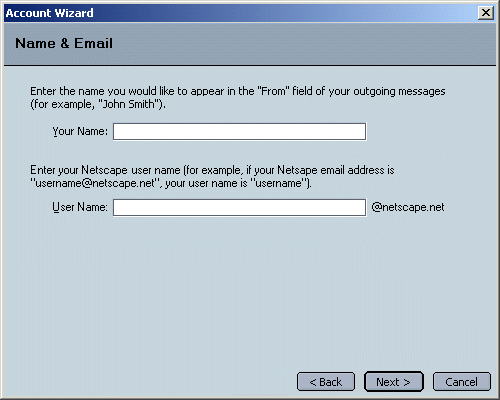 Account Wizard
Name & Email
Enter the name you would like to appear in the "From" field of your outgoing messages
(for example, "John Smith").
Your Name:
Enter your Netscape user name (for example, if your Netsape email address is
"username@netscape.net", your user name is "username").
User Name: @netscape.net
< Back Next > Cancel